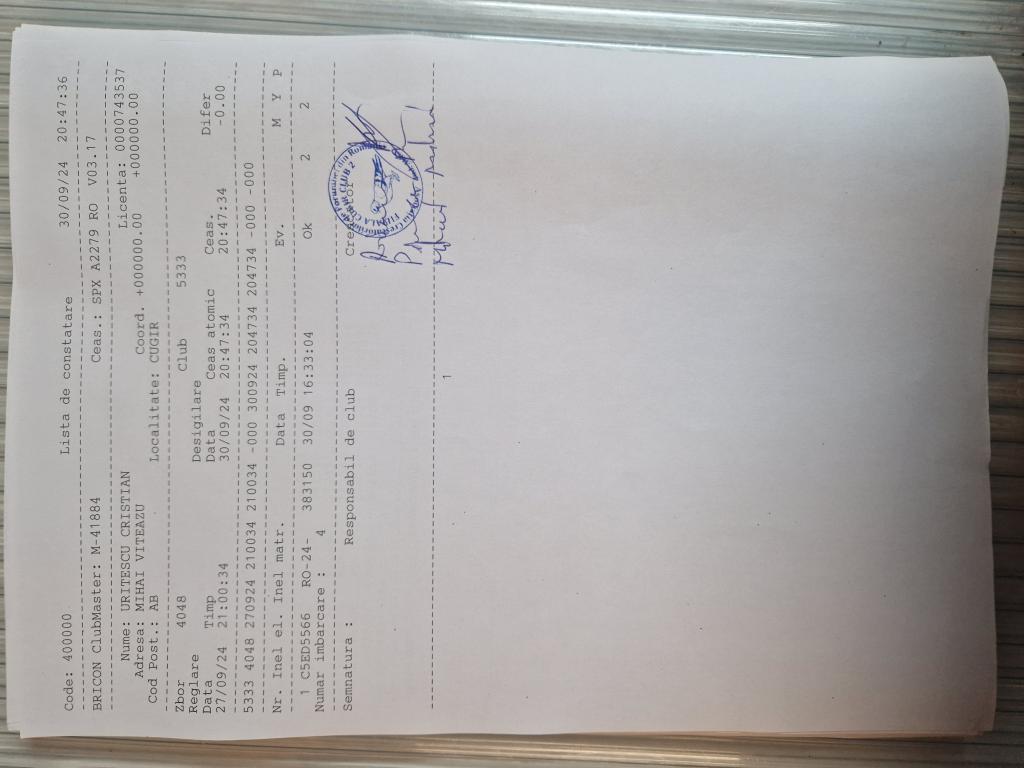 Code: 400000 Lista de constatare 30/09/24 20:47:36
BRICON ClubMaster: M-41884 Ceas.: SPX A2279 RO V03.17
Nume: URITESCU CRISTIAN Licenta: 0000743537
Adresa: MIHAI VITEAZU Coord. +000000.00 +000000.00
Cod Post.: AB Localitate: CUGIR
Zbor 4048 Club 5333
Reglare Desigilare
Data Timp Data Ceas atomic Ceas. Difer
27/09/24 21:00:34 30/09/24 20:47:34 20:47:34 -0.00
5333 4048 270924 210034 210034 -000 300924 204734 204734 -000 -000
Nr. Inel el. Inel matr. Data Timp. Ev. M Y P
1 C5ED5566 RO-24- 383150 30/09 16:33:04 Ok 2 2
Numar imbarcare : 4
Semnatura : Responsabil de club Crescator
CLUB 2
1